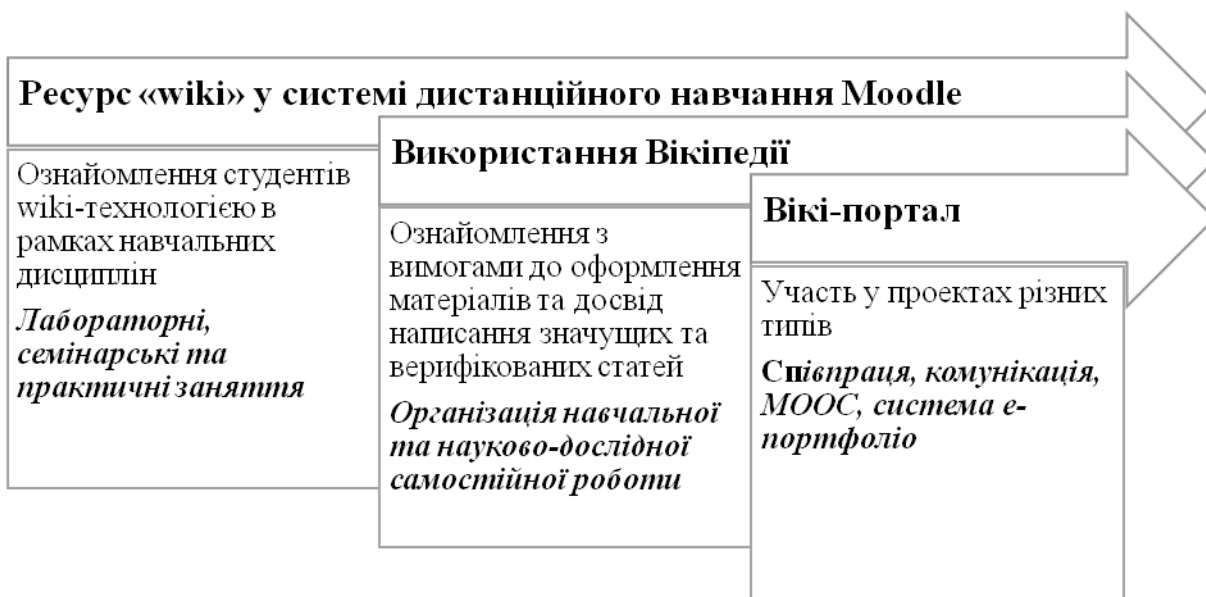 Ресурс «wiki» у системі дистанційного навчання Moodle
Ознайомлення студентів
wiki-технологією в
рамках навчальних
дисциплін
Лабораторні,
семінарські та
практичні заняття
Використання Вікіпедії
Ознайомлення з
вимогами до оформлення
матеріалів та досвід
написання значущих та
верифікованих статей
Організація навчальної
та науково-дослідної
самостійної роботи
Вікі-портал
Участь у проектах різних
типів
Співпраця, комунікація,
МООС, система е-
портфоліо